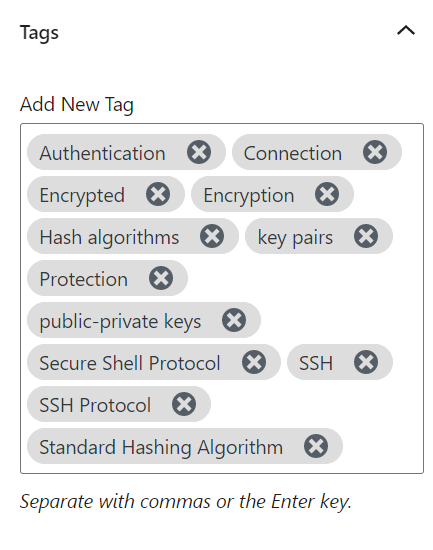 Tags
Add New Tag
Authentication Connection
Encrypted Encryption
Hash algorithms key pairs
Protection
public-private keys
Secure Shell Protocol SSH
SSH Protocol
Standard Hashing Algorithm
Separate with commas or the Enter key.